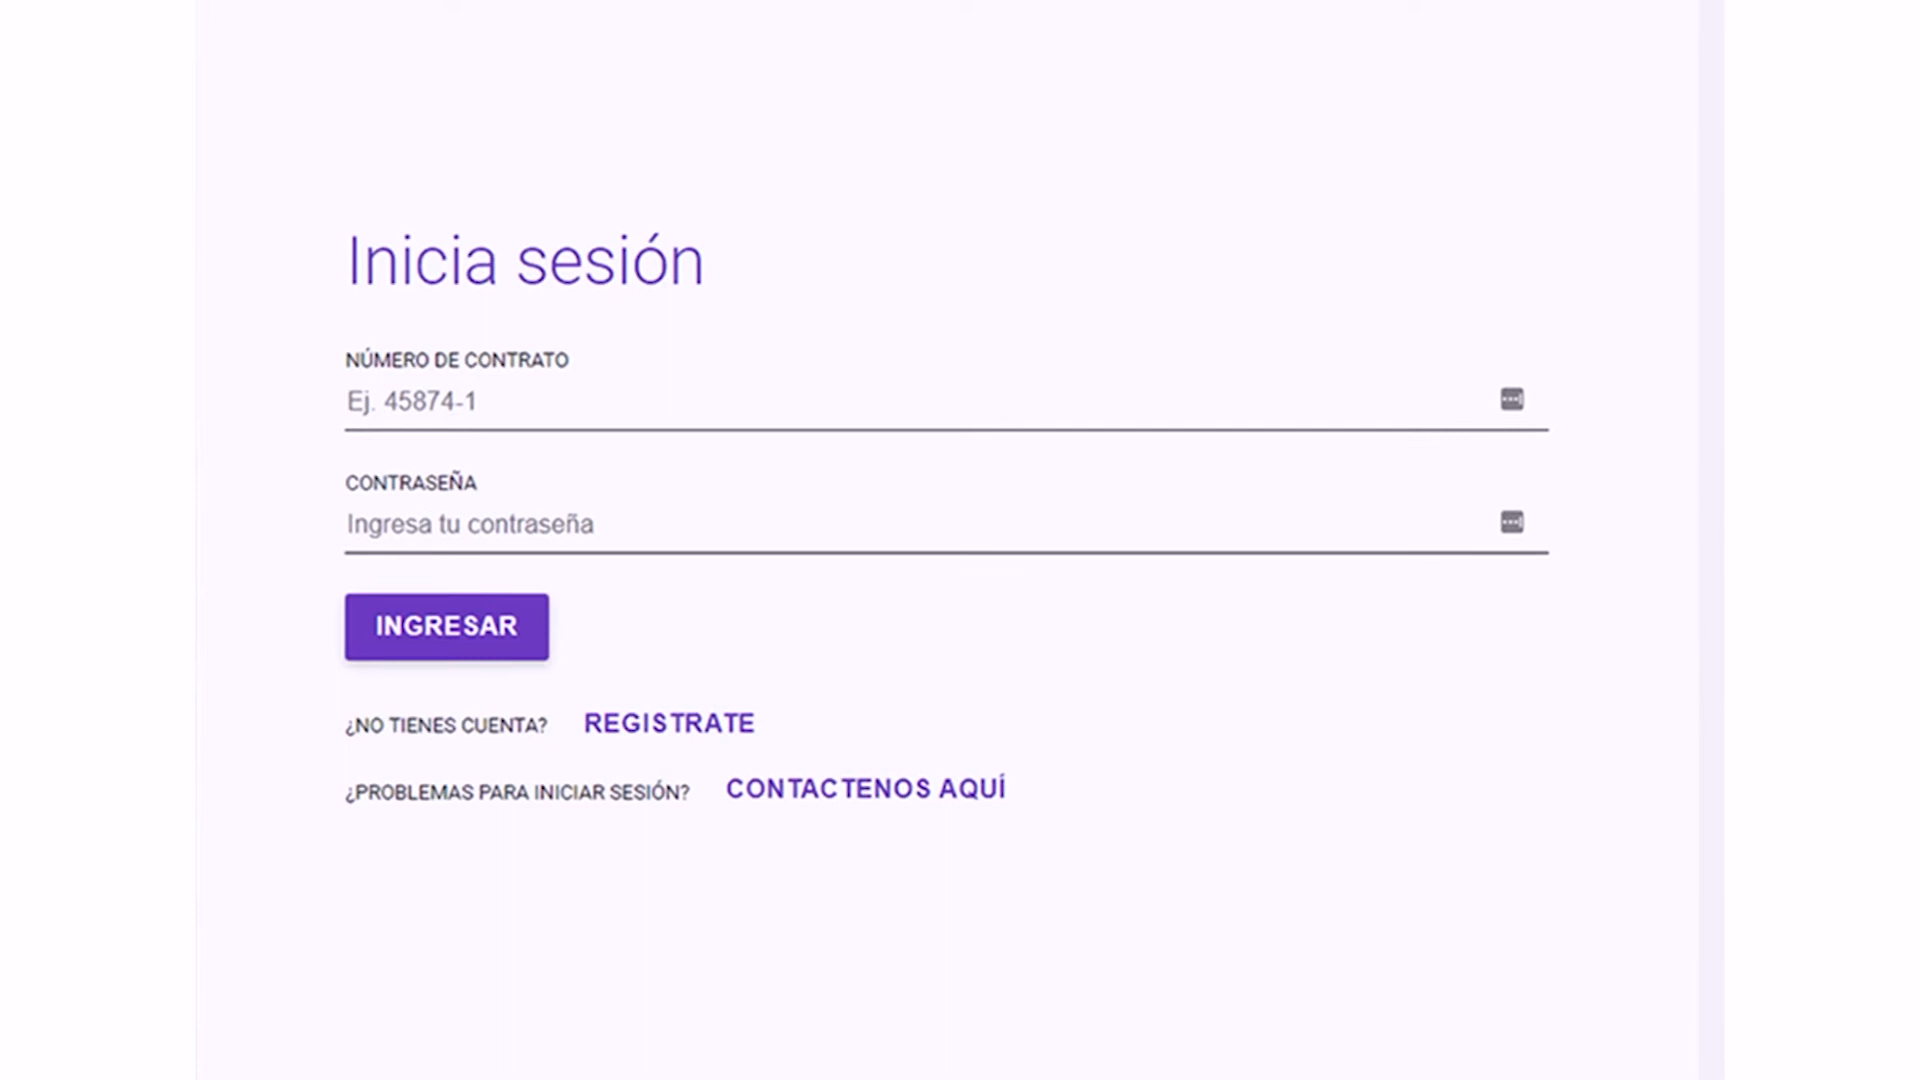 Inicia sesión
NÚMERO DE CONTRATO
Ej. 45874-1
CONTRASEÑA
Ingresa tu contraseña
INGRESAR
¿NO TIENES CUENTA? REGISTRATE
¿PROBLEMAS PARA INICIAR SESIÓN? CONTACTENOS AQUÍ